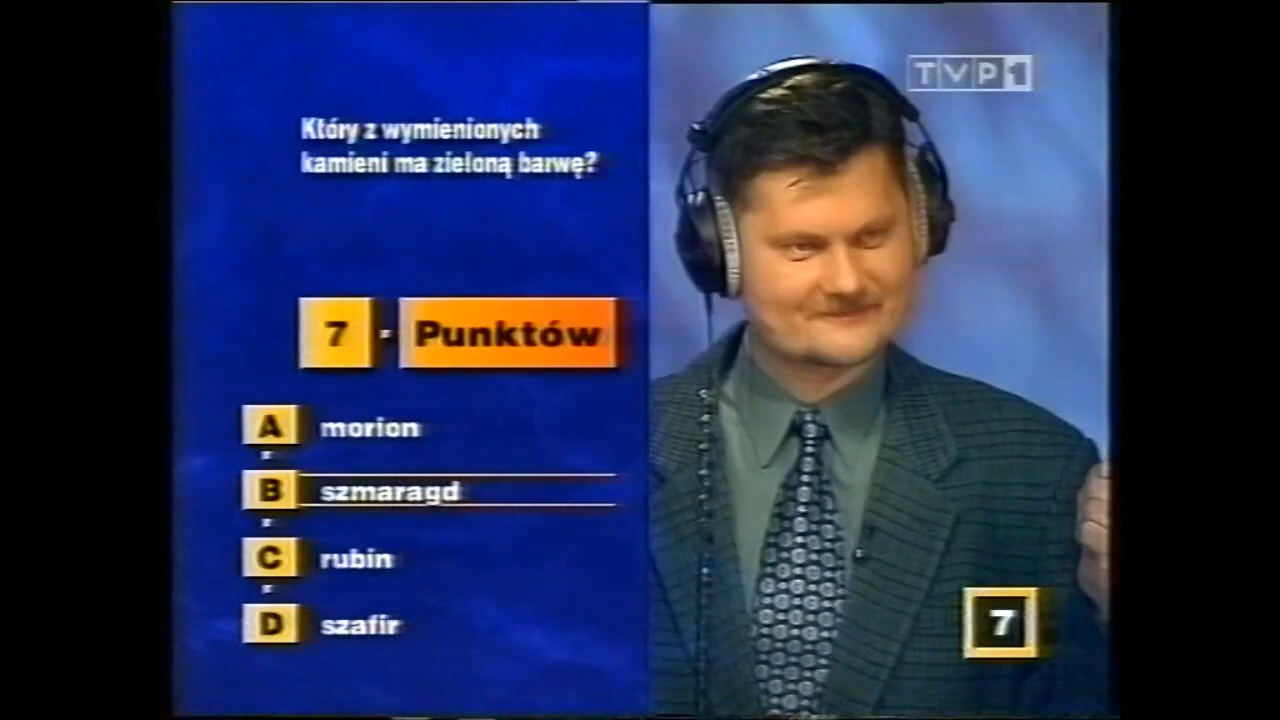 TVP1
Który z wymienionych
kamieni ma zieloną barwę?
7 Punktów
A morion
B szmaragd
C rubin
D szafir
7